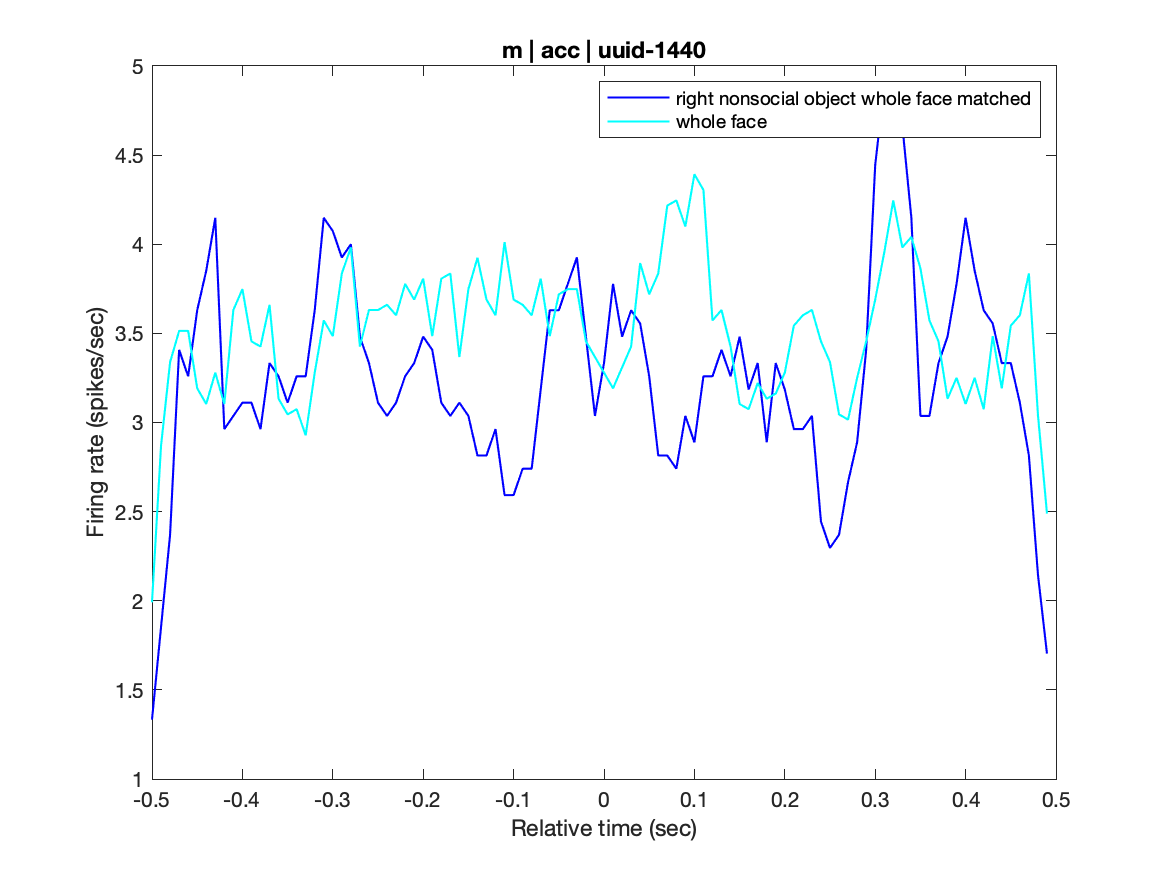 m | acc | uuid-1440
right nonsocial object whole face matched
whole face
5
4.5
4
3.5
3
2.5
2
1.5
1
Firing rate (spikes/sec)
-0.5 -0.4 -0.3 -0.2 -0.1 0 0.1 0.2 0.3 0.4 0.5
Relative time (sec)